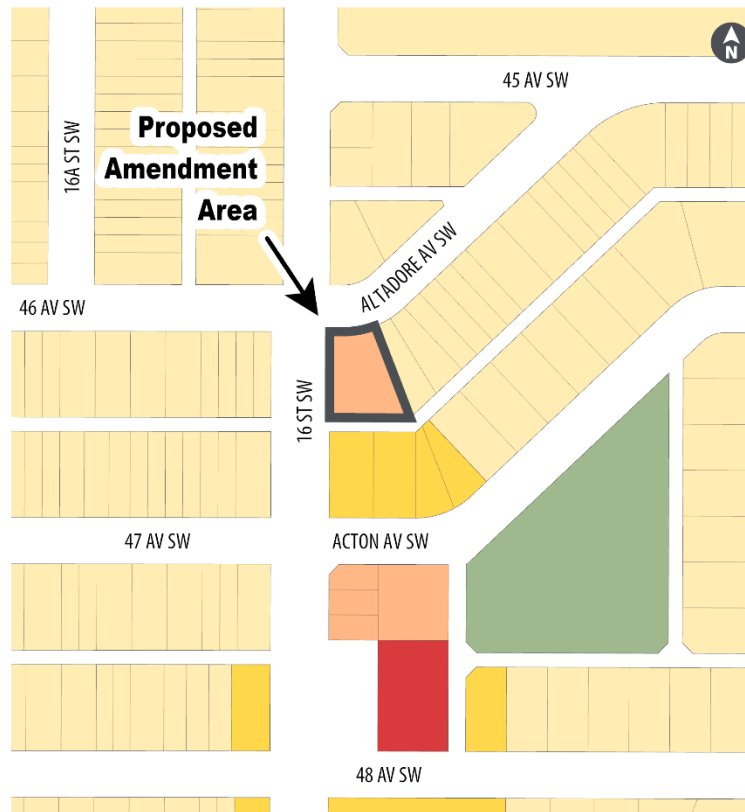 N
45 AV SW
16A ST SW
Proposed
Amendment
Area
ALTADORE AV SW
46 AV SW
16 ST SW
47 AV SW
ACTON AV SW
48 AV SW